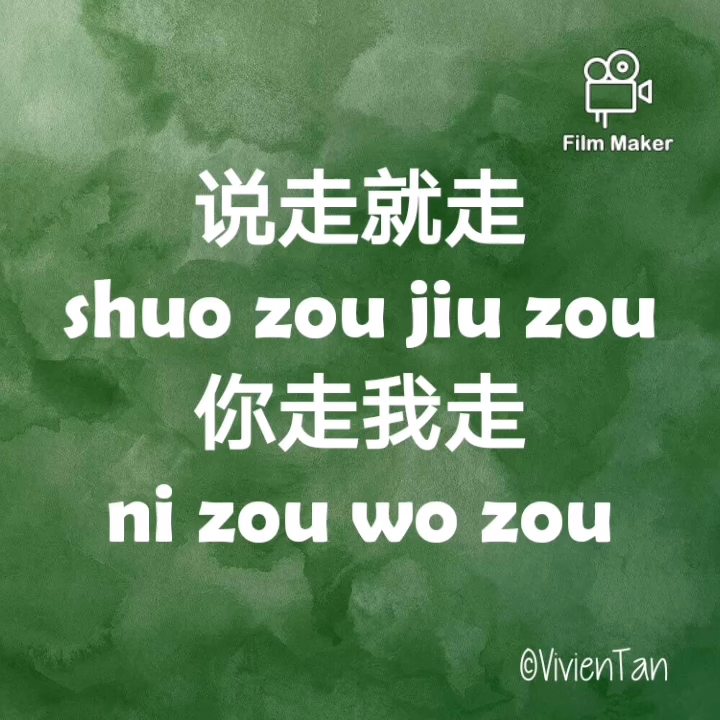 Film Maker
说走就走
shuo zou jiu zou
你走我走
ni zou wo zou
©VivienTan